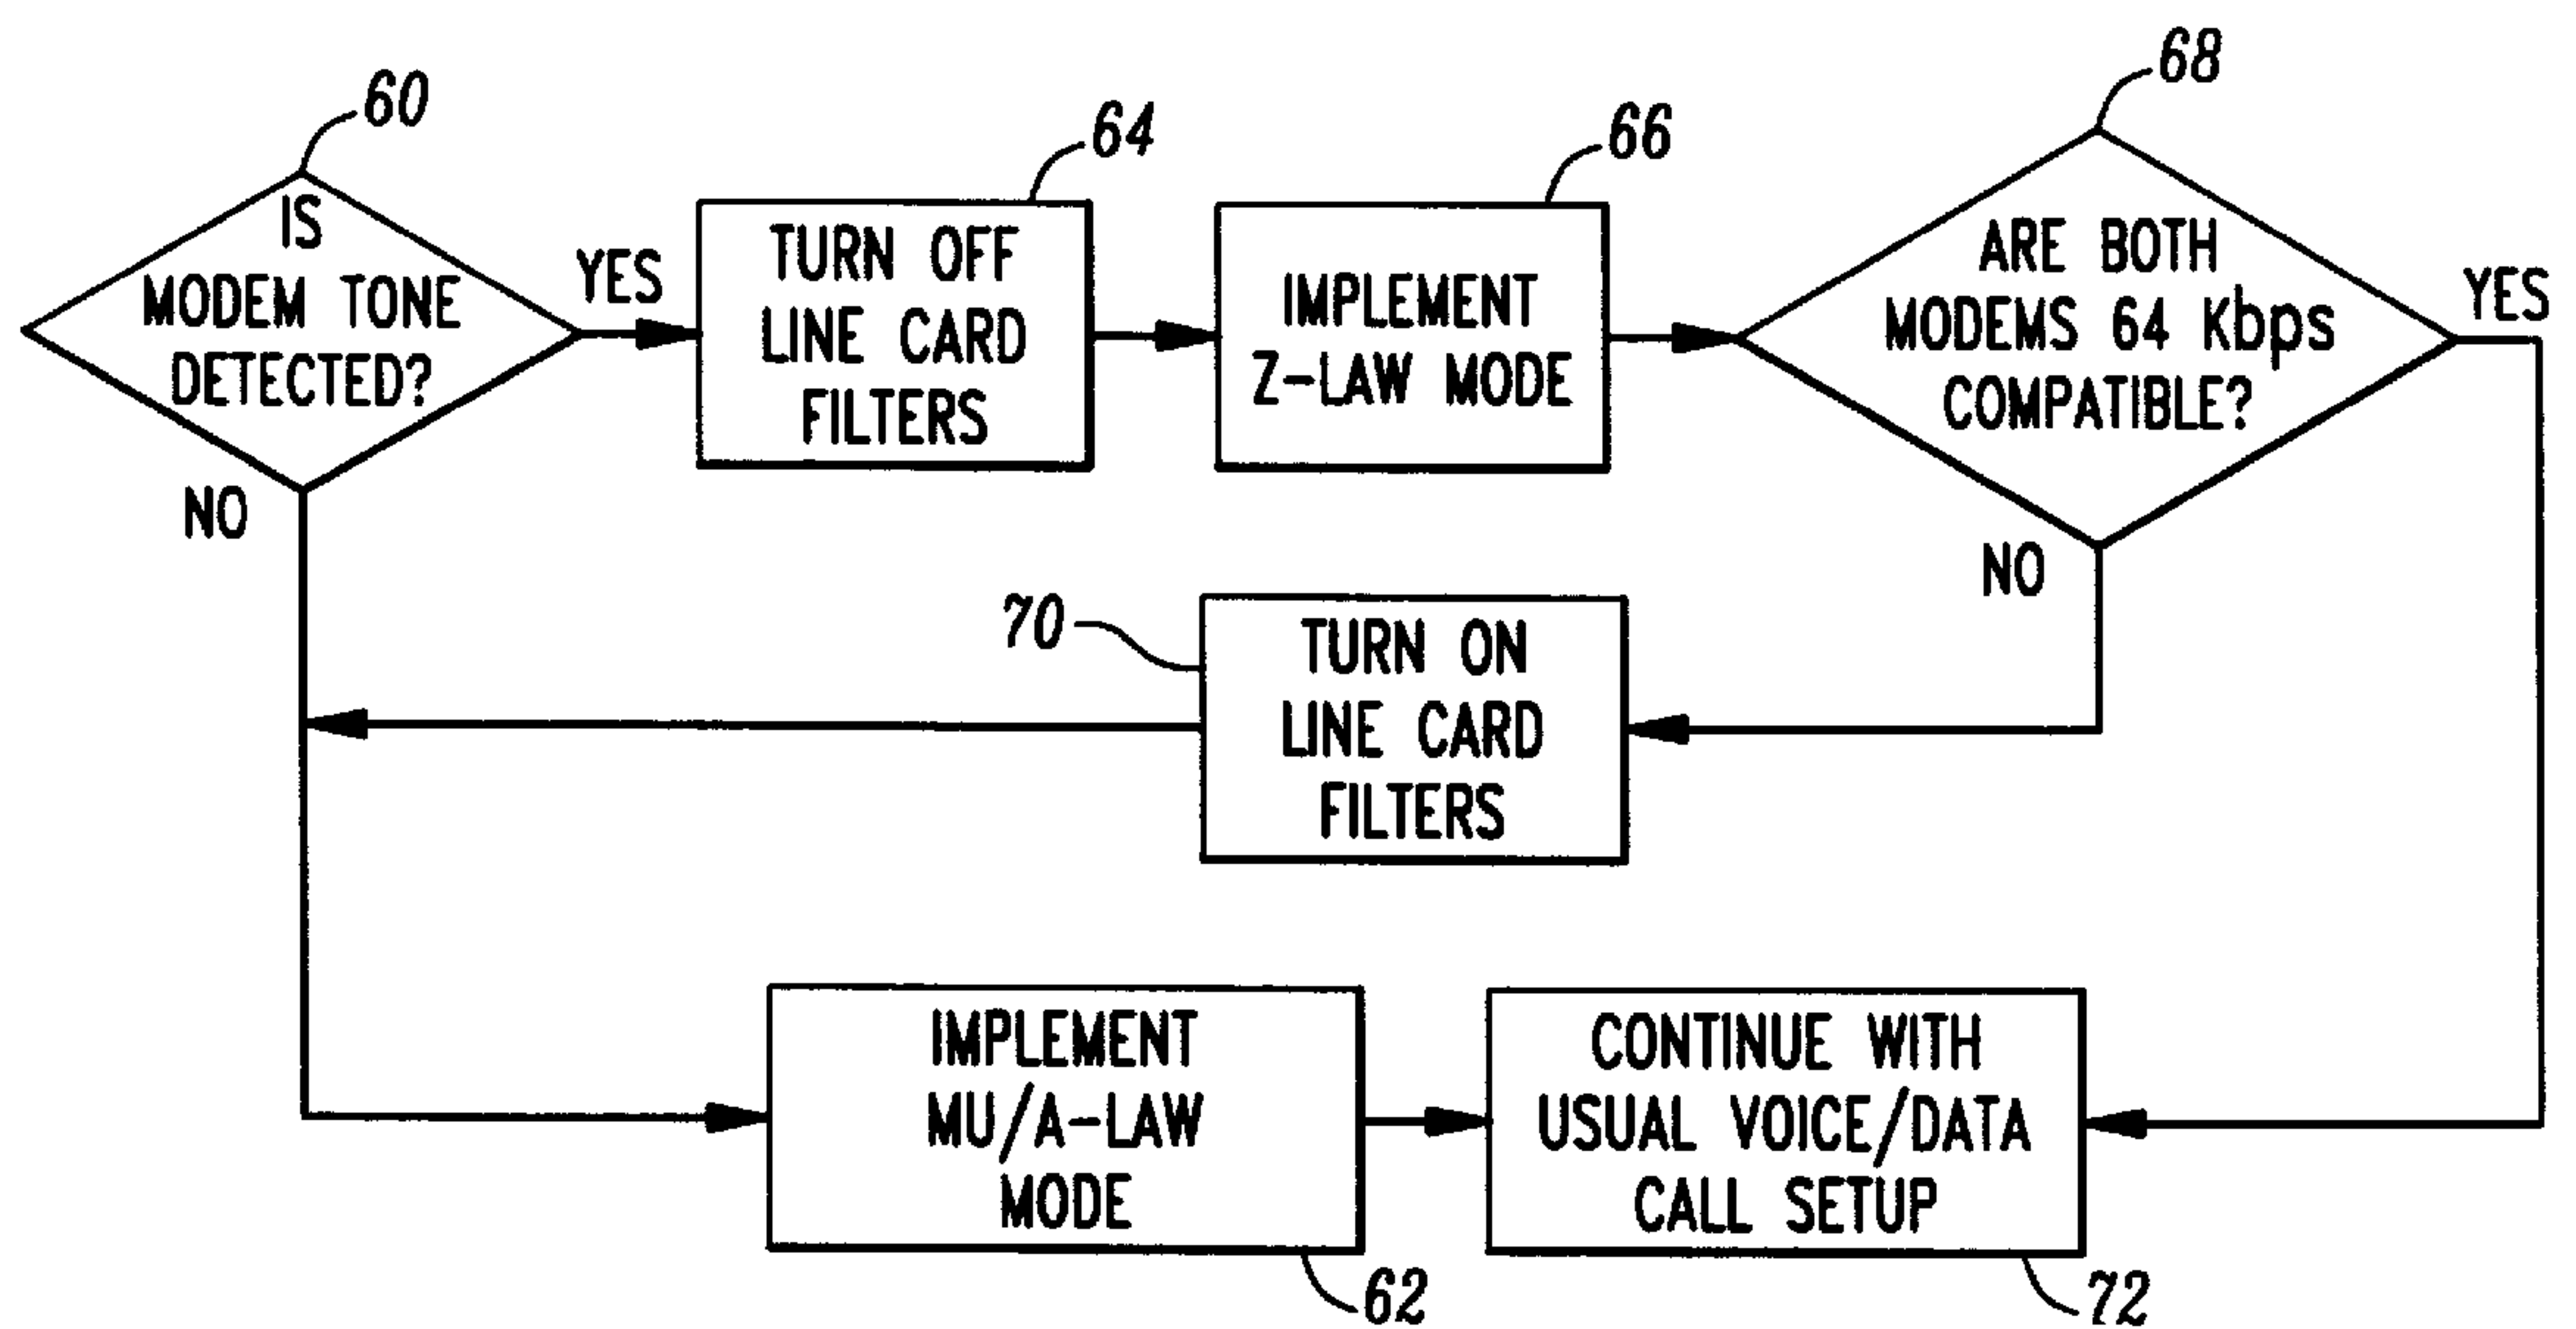 60
IS
MODEM TONE
DETECTED?
YES
NO
64
TURN OFF
LINE CARD
FILTERS
66
IMPLEMENT
Z-LAW MODE
68
ARE BOTH
MODEMS 64 Kbps
COMPATIBLE?
YES
NO
70
TURN ON
LINE CARD
FILTERS
IMPLEMENT
MU/A-LAW
MODE
62
CONTINUE WITH
USUAL VOICE/DATA
CALL SETUP
72